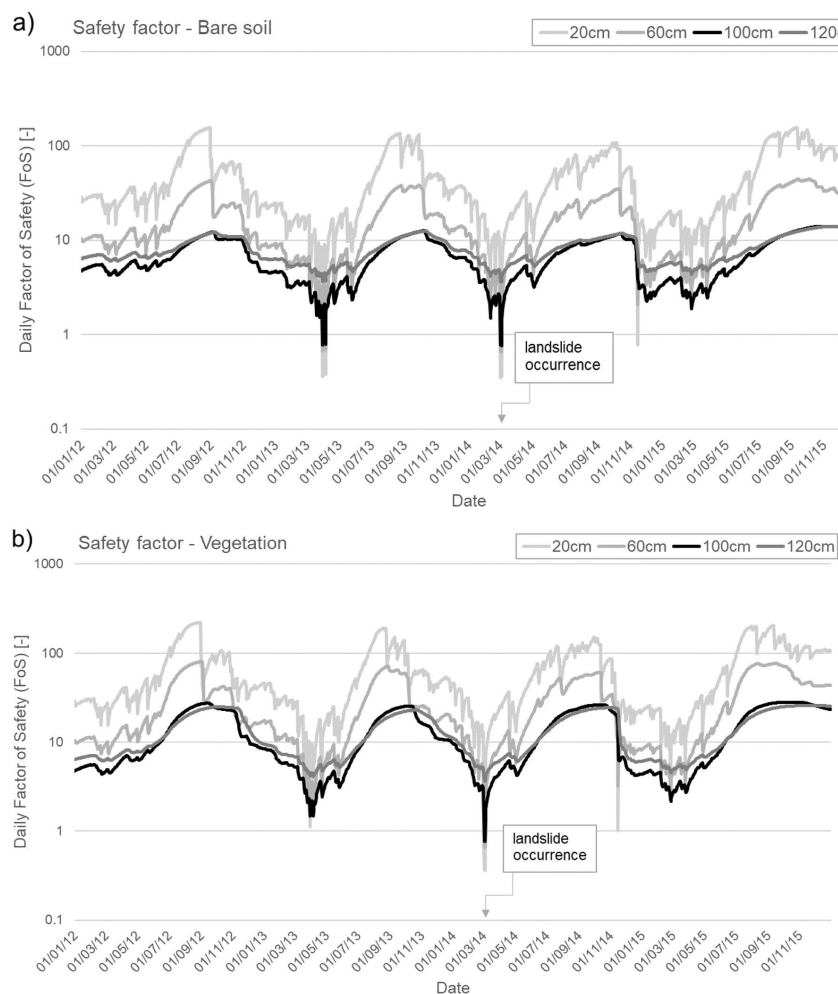 a)
Safety factor - Bare soil
20cm 60cm 100cm 120c
Daily Factor of Safety (FoS) [-]
1000
100
10
1
0.1
landslide
occurrence
01/01/12 01/03/12 01/05/12 01/07/12 01/09/12 01/11/12 01/01/13 01/03/13 01/05/13 01/07/13 01/09/13 01/11/13 01/01/14 01/03/14 01/05/14 01/07/14 01/09/14 01/11/14 01/01/15 01/03/15 01/05/15 01/07/15 01/09/15 01/11/15
Date
b)
Safety factor - Vegetation
20cm 60cm 100cm 120cm
Daily Factor of Safety (FoS) [-]
1000
100
10
1
0.1
landslide
occurrence
01/01/12 01/03/12 01/05/12 01/07/12 01/09/12 01/11/12 01/01/13 01/03/13 01/05/13 01/07/13 01/09/13 01/11/13 01/01/14 01/03/14 01/05/14 01/07/14 01/09/14 01/11/14 01/01/15 01/03/15 01/05/15 01/07/15 01/09/15 01/11/15
Date